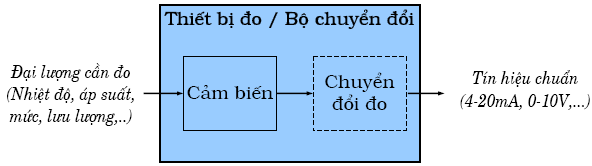 Thiết bị đo / Bộ chuyển đổi
Đại lượng cần đo
(Nhiệt độ, áp suất,
mức, lưu lượng,..)
Cảm biến
Chuyển
đổi đo
Tín hiệu chuẩn
(4-20mA, 0-10V,...)